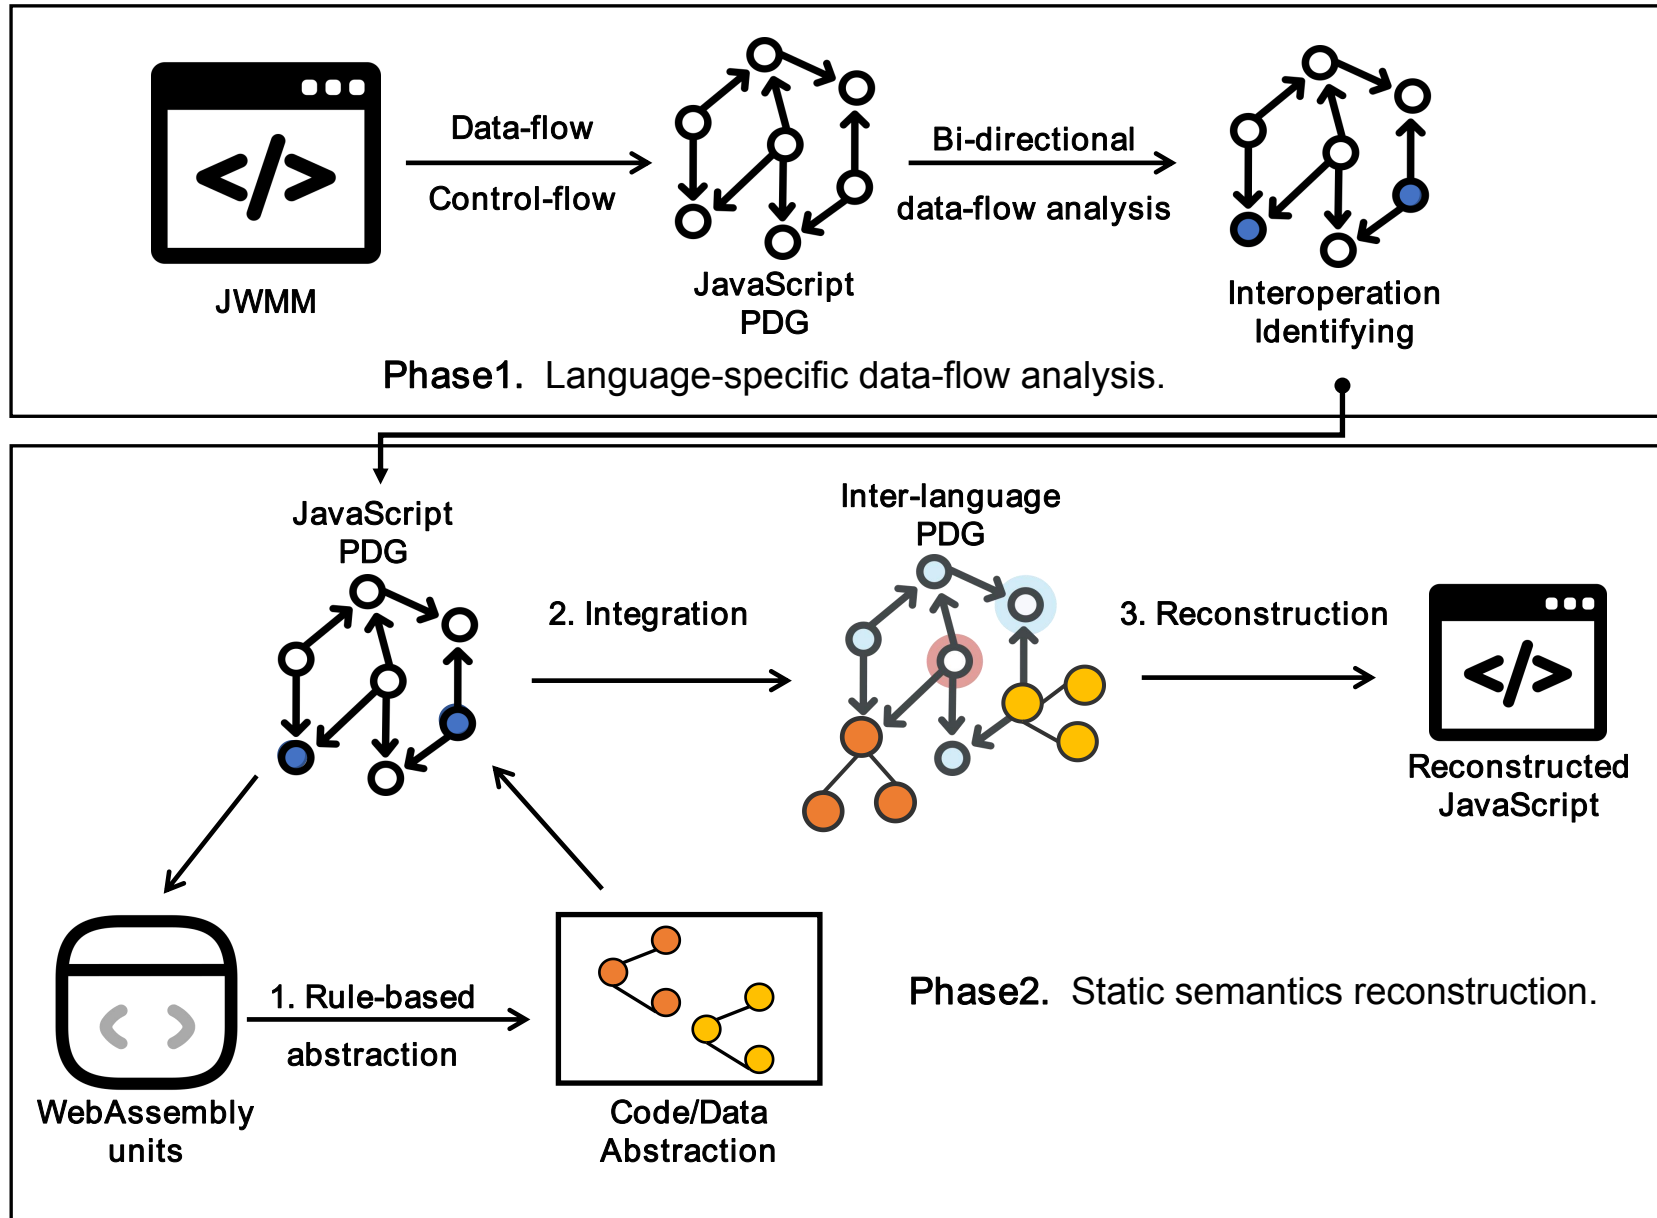 Data-flow
Control-flow
Bi-directional
data-flow analysis
JWMM
JavaScript
PDG
Interoperation
Identifying
Phase1. Language-specific data-flow analysis.
JavaScript
PDG
2. Integration
Inter-language
PDG
3. Reconstruction
Reconstructed
JavaScript
1. Rule-based
abstraction
WebAssembly
units
Code/Data
Abstraction
Phase2. Static semantics reconstruction.